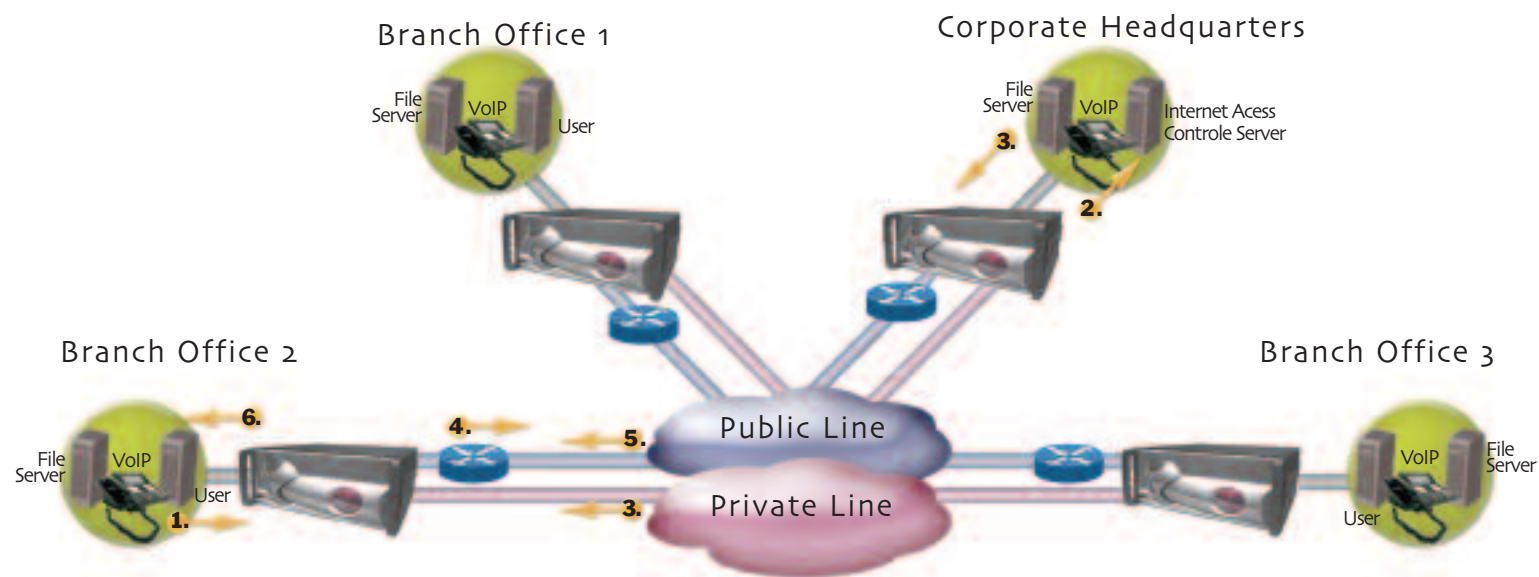 Branch Office 1
Corporate Headquarters
File
Server
VoIP
User
File
Server
VoIP
Internet Acess
Controle Server
3.
2.
Branch Office 2
Branch Office 3
6.
4.
5.
Public Line
File
Server
VoIP
User
1.
3.
Private Line
VoIP
File
Server
User